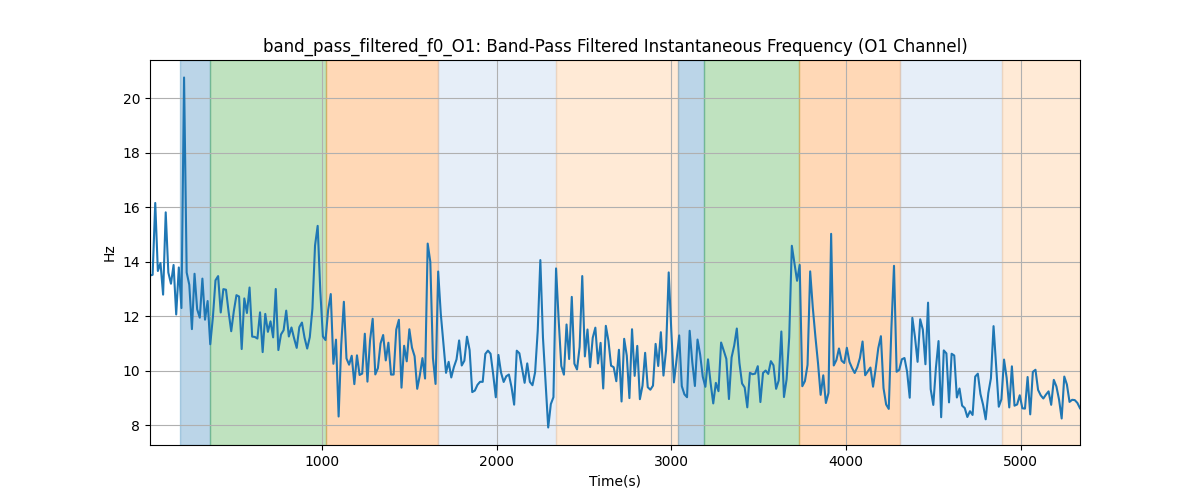 band_pass_filtered_f0_O1: Band-Pass Filtered Instantaneous Frequency (O1 Channel)
Hz
20
18
16
14
12
10
8
1000 2000 3000 4000 5000
Time(s)